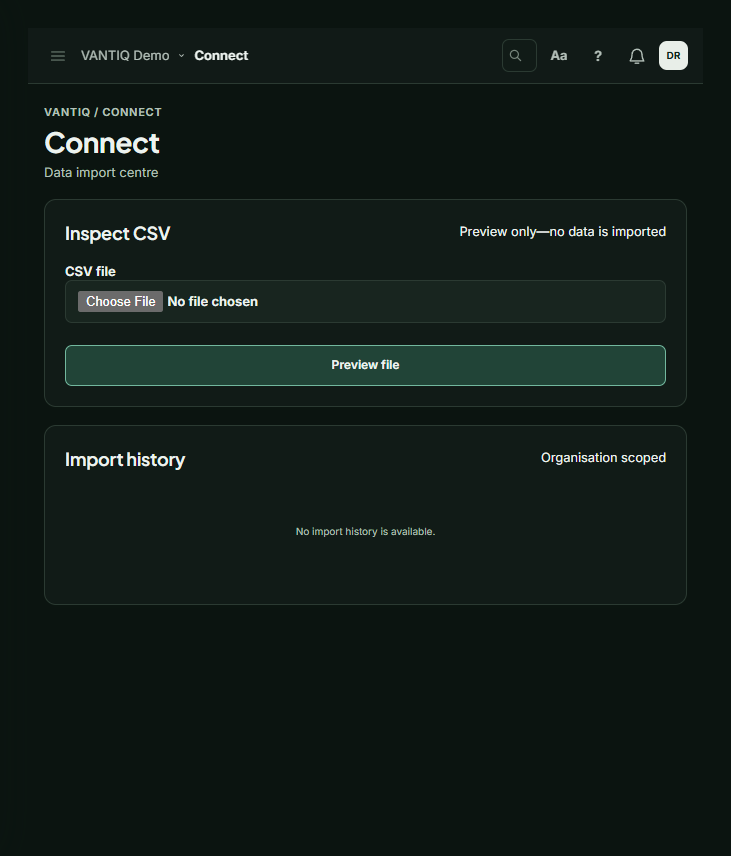 VANTIQ Demo Connect Aa ? DR
VANTIQ / CONNECT
Connect
Data import centre
Inspect CSV Preview only—no data is imported
CSV file
Choose File No file chosen
Preview file
Import history Organisation scoped
No import history is available.